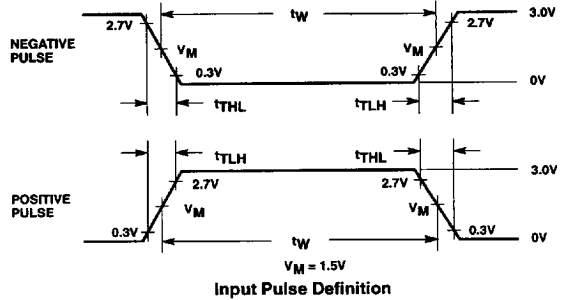 tW
3.0V
2.7V
2.7V
NEGATIVE
PULSE
VM
VM
0.3V
0.3V
0V
tTHL
tTLH
tTLH
tTHL
3.0V
2.7V
2.7V
POSITIVE
PULSE
VM
VM
0.3V
0.3V
0V
tW
VM = 1.5V
Input Pulse Definition